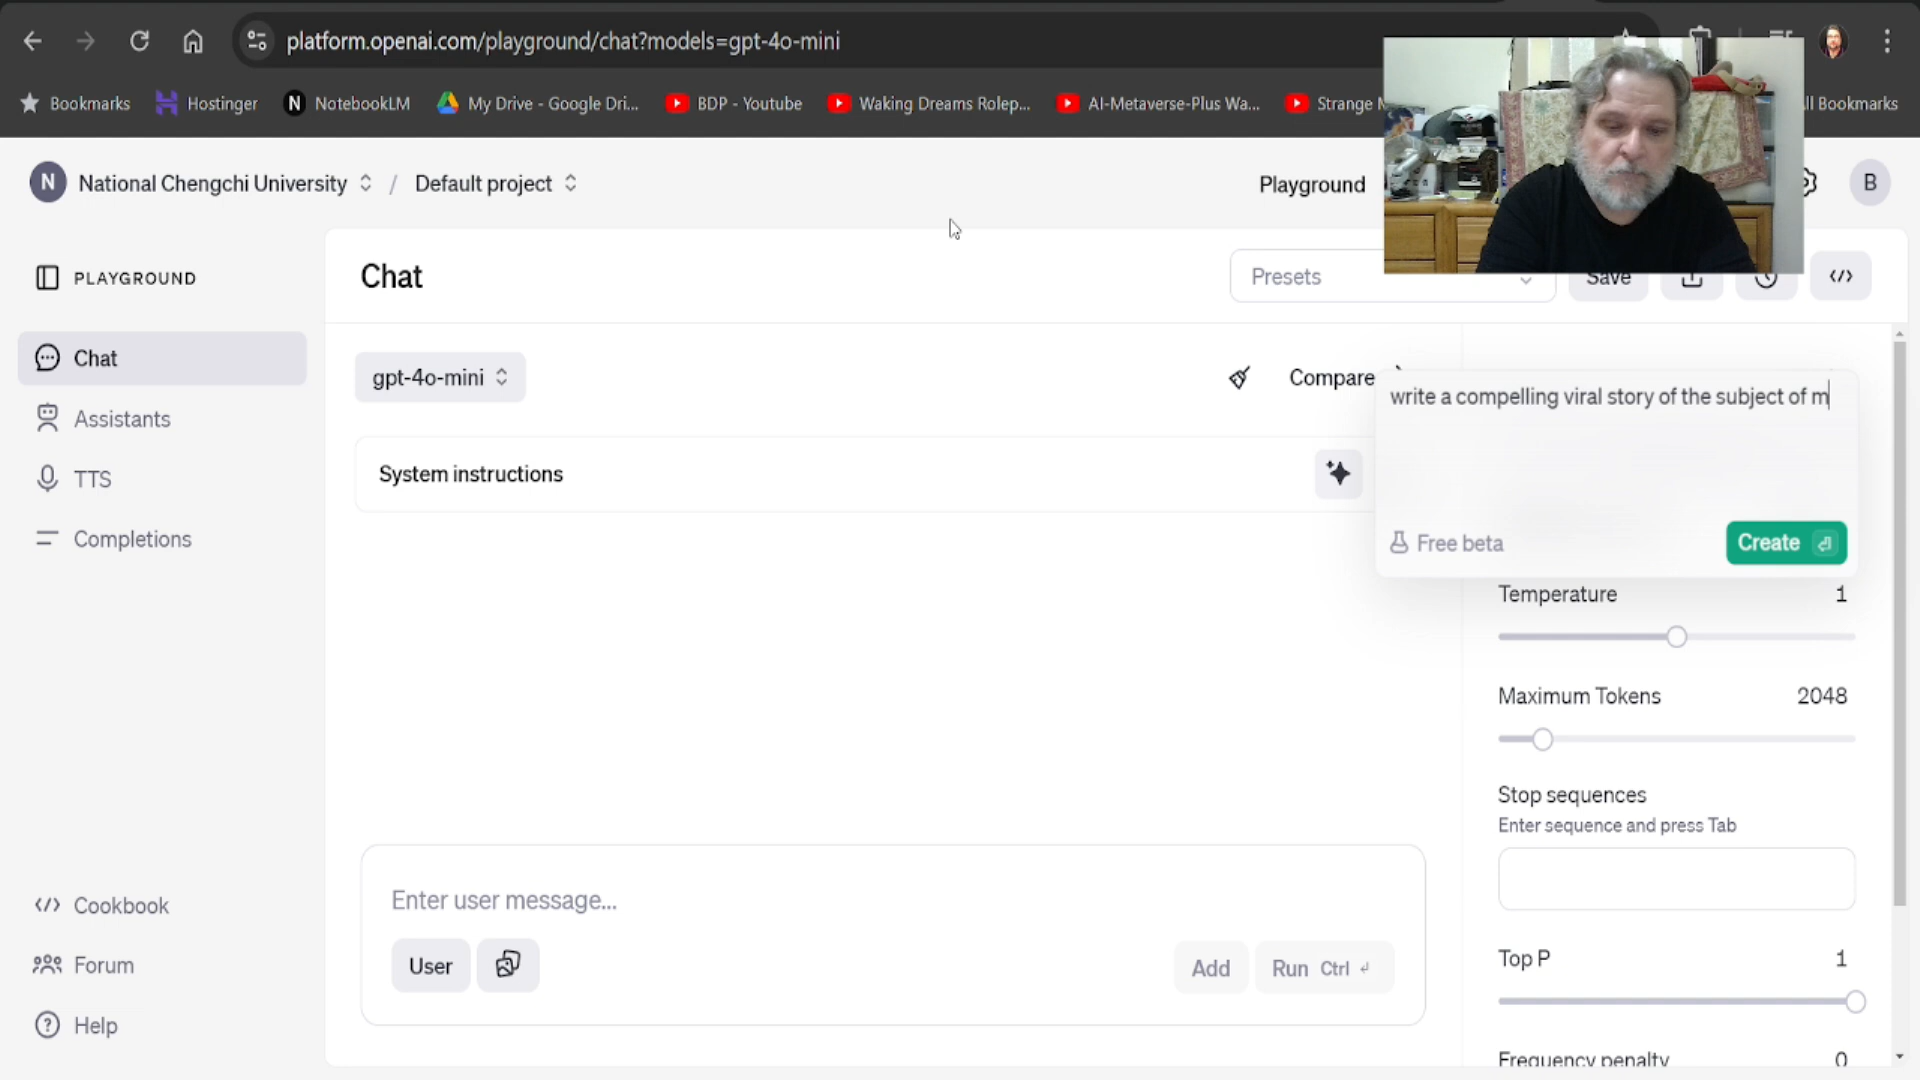 platform.openai.com/playground/chat?models=gpt-4o-mini
Bookmarks
Hostinger
NotebookLM
My Drive - Google Dri...
BDP - Youtube
Waking Dreams Rolep...
AI-Metaverse-Plus Wa...
Strange
ll Bookmarks
N
National Chengchi University
/
Default project
Playground
B
PLAYGROUND
Chat
Assistants
TTS
Completions
Cookbook
Forum
Help
Chat
Presets
Save
gpt-4o-mini
Compare
System instructions
write a compelling viral story of the subject of m
Free beta
Create
Temperature 1
Maximum Tokens 2048
Stop sequences
Enter sequence and press Tab
Top P 1
Frequency penalty 0
Enter user message...
User
Add
Run Ctrl